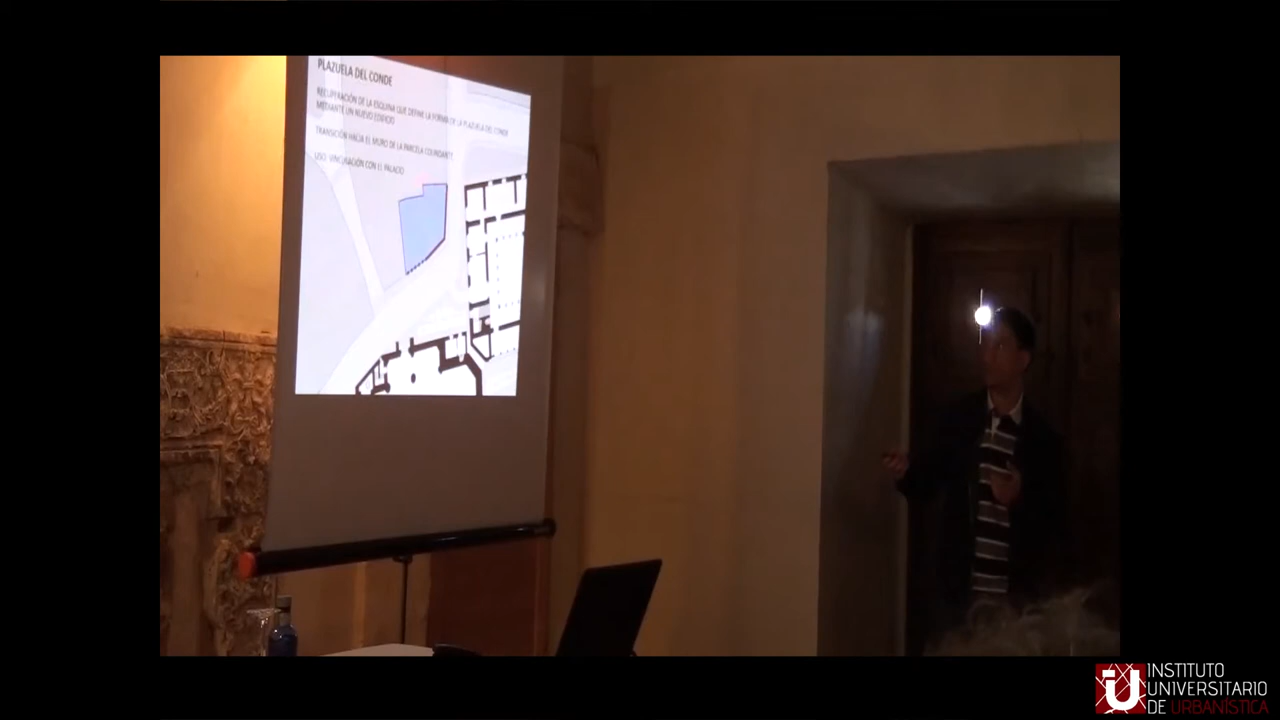 PLAZUELA DEL CONDE
RECUPERACIÓN DE LA ESQUINA QUE DEFINE LA FORMA DE LA PLAZUELA DEL CONDE
MEDIANTE UN NUEVO EDIFICIO
TRANSICIÓN HACIA EL MURO DE LA PARCELA COLINDANTE
USO: VINCULACIÓN CON EL PALACIO
INSTITUTO
UNIVERSITARIO
DE URBANÍSTICA